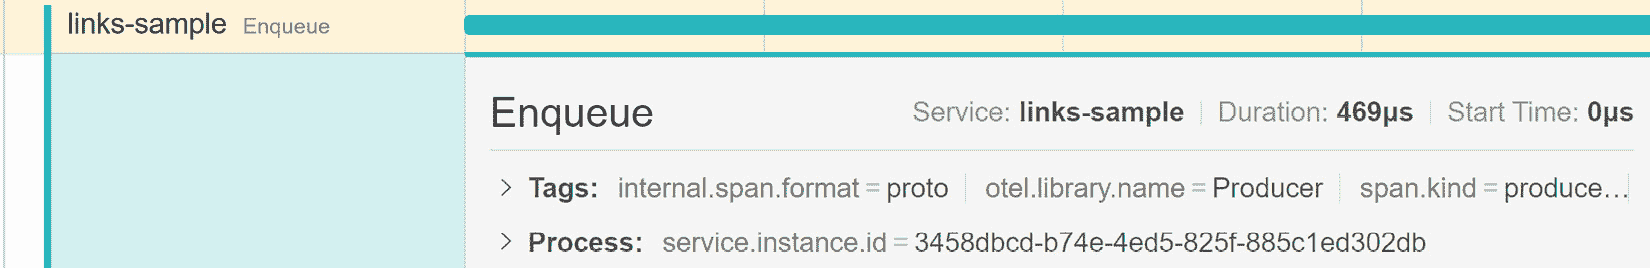 links-sample Enqueue
Enqueue
Service: links-sample Duration: 469μs Start Time: 0μs
Tags: internal.span.format = proto otel.library.name = Producer span.kind = produce…
Process: service.instance.id = 3458dbcd-b74e-4ed5-825f-885c1ed302db